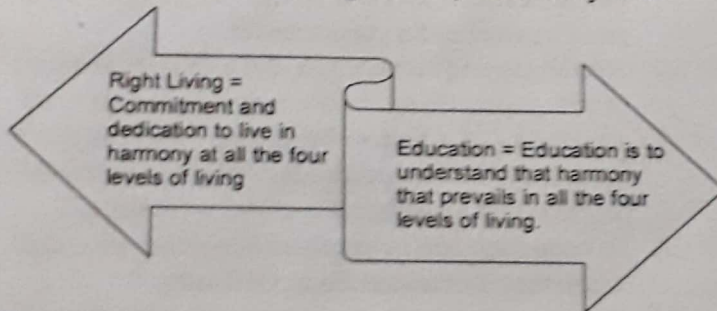 Right Living =
Commitment and
dedication to live in
harmony at all the four
levels of living
Education = Education is to
understand that harmony
that prevails in all the four
levels of living.